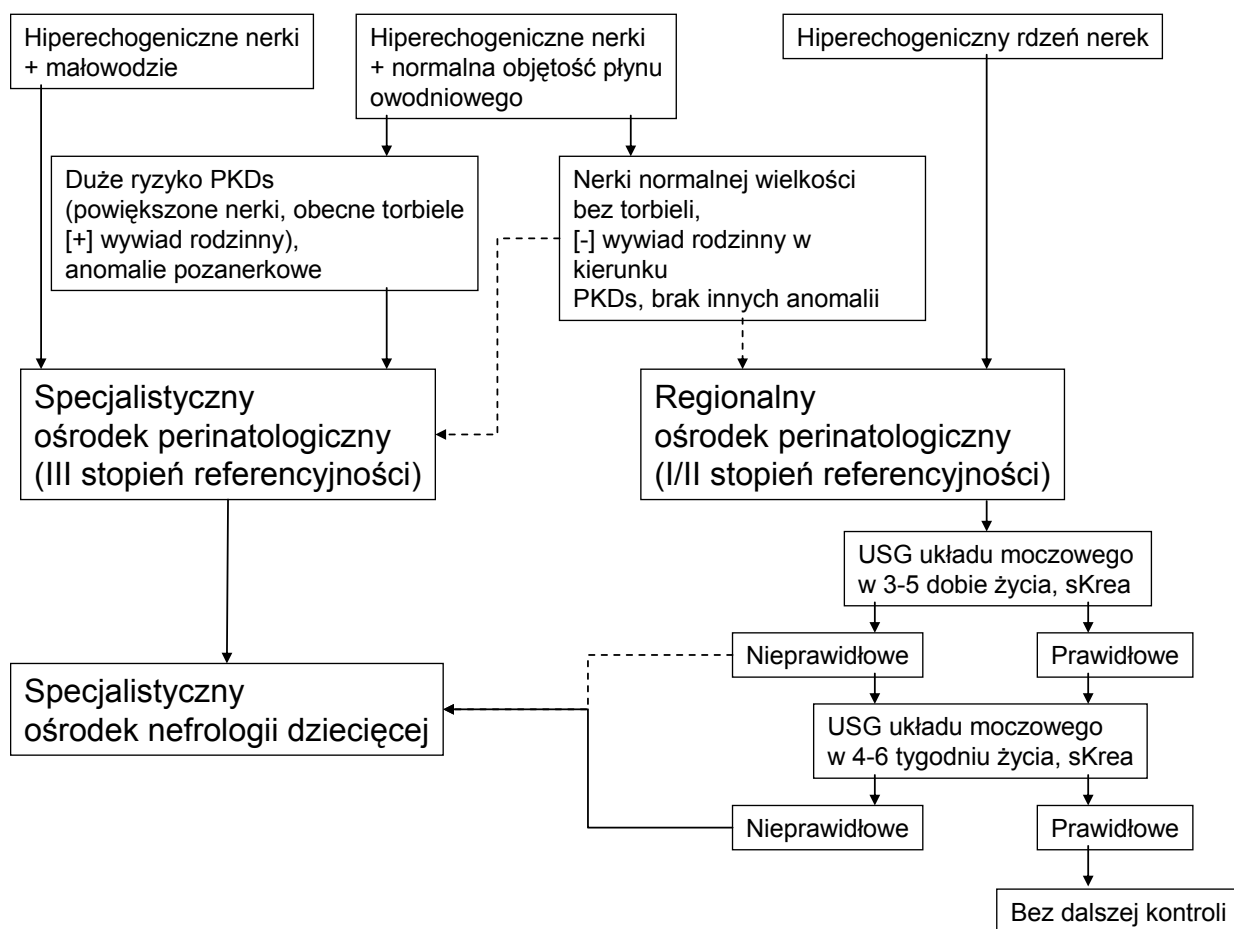 Hiperechogeniczne nerki
+ małowodzie
Hiperechogeniczne nerki
+ normalna objętość płynu
owodniowego
Hiperechogeniczny rdzeń nerek
Duże ryzyko PKDs
(powiększone nerki, obecne torbiele
[+] wywiad rodzinny),
anomalie pozanerkowe
Nerki normalnej wielkości
bez torbieli,
[-] wywiad rodzinny w
kierunku
PKDs, brak innych anomalii
Specjalistyczny
ośrodek perinatologiczny
(III stopień referencyjności)
Regionalny
ośrodek perinatologiczny
(I/II stopień referencyjności)
USG układu moczowego
w 3-5 dobie życia, sKrea
Nieprawidłowe
Prawidłowe
Specjalistyczny
ośrodek nefrologii dziecięcej
USG układu moczowego
w 4-6 tygodniu życia, sKrea
Nieprawidłowe
Prawidłowe
Bez dalszej kontroli